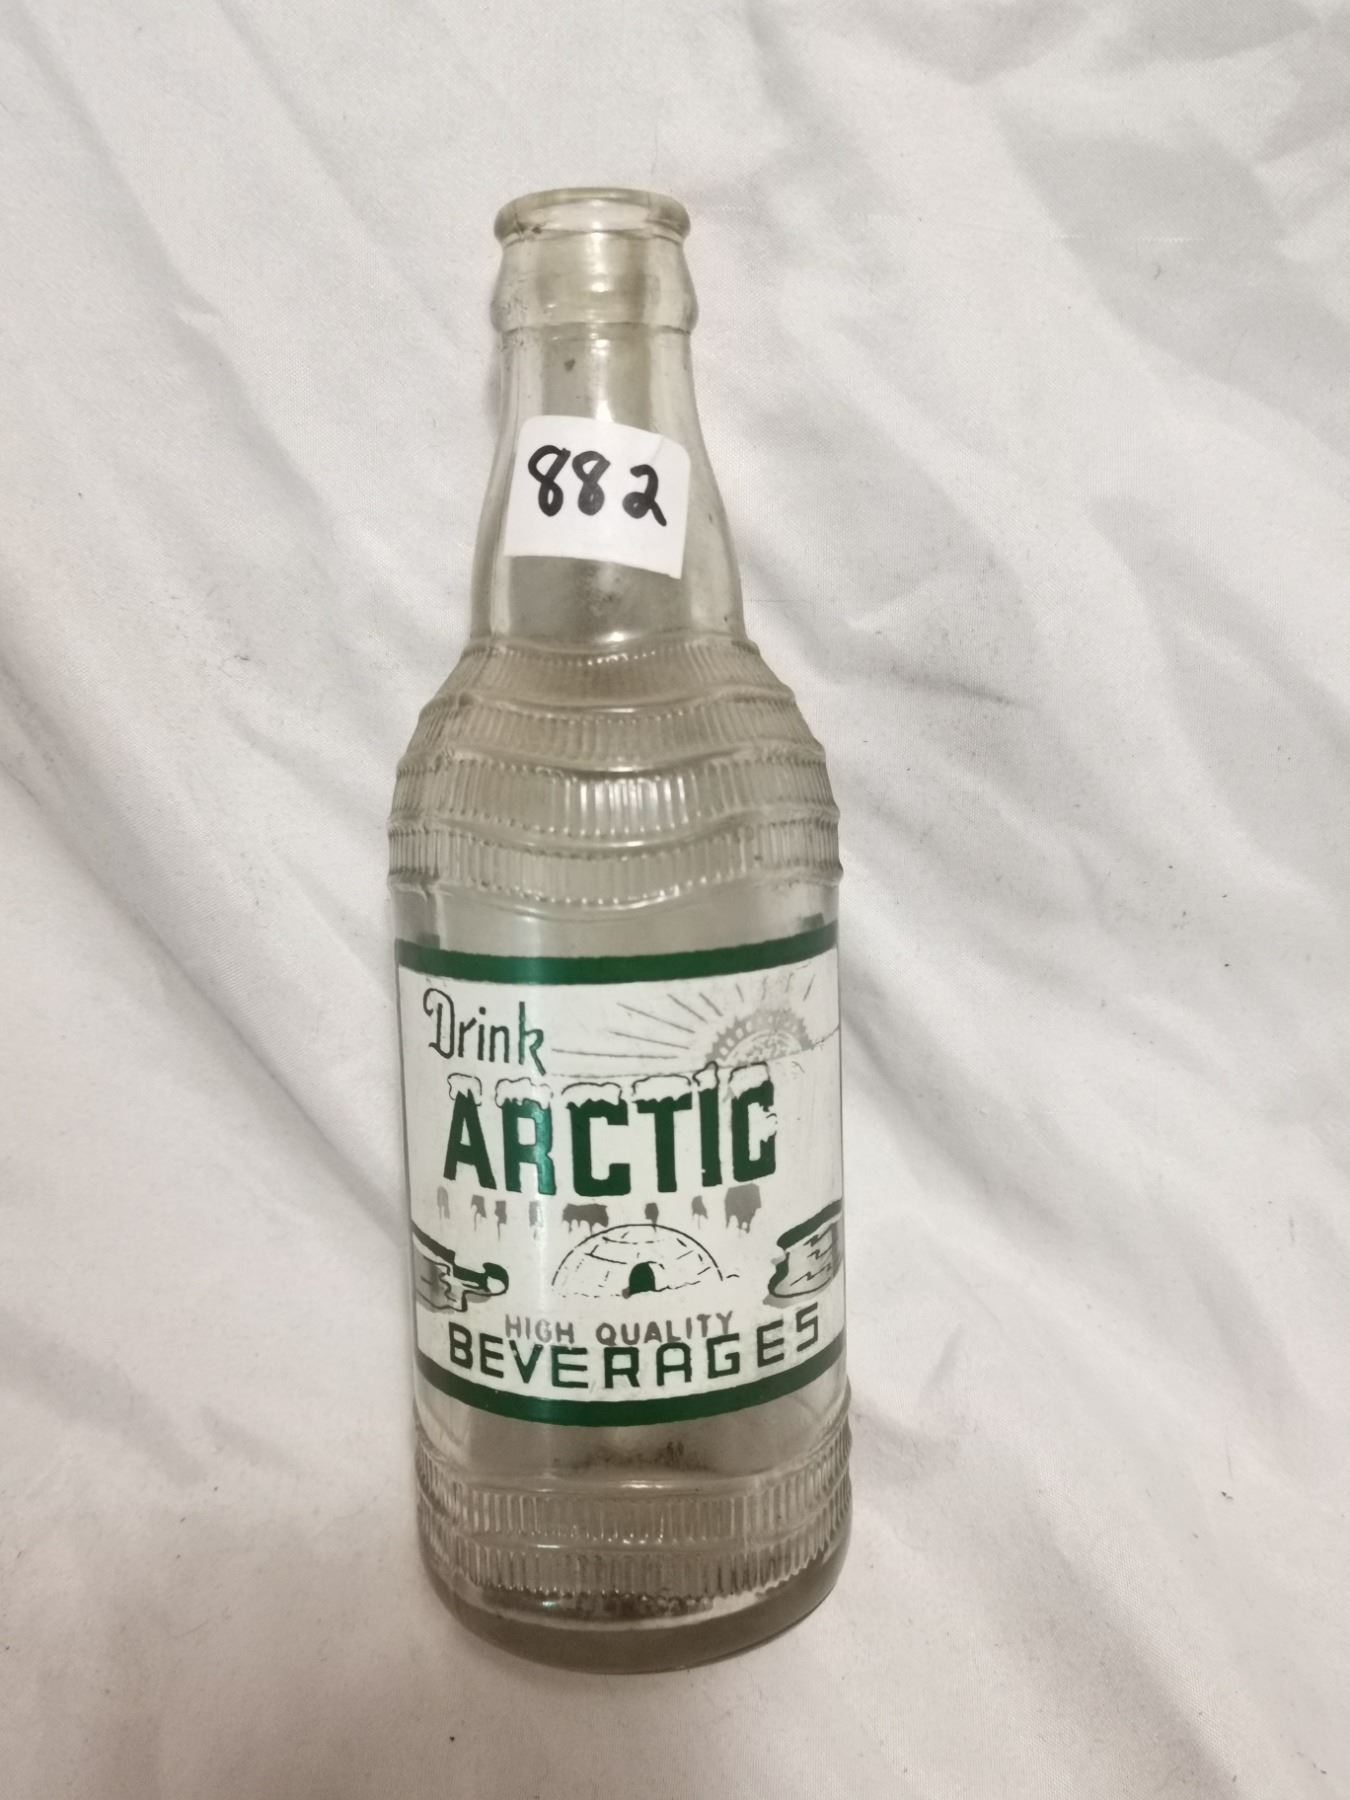 882
Drink
ARCTIC
HIGH QUALITY
BEVERAGES